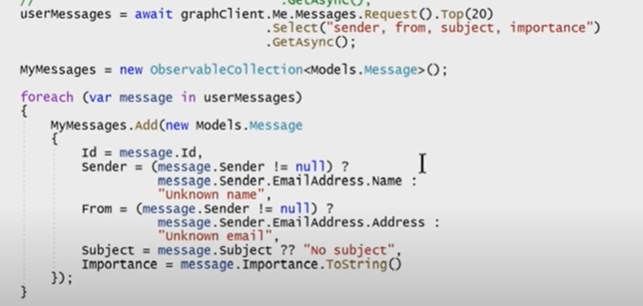 // .GetAsync();
userMessages = await graphClient.Me.Messages.Request().Top(20)
.Select("sender, from, subject, importance")
.GetAsync();
MyMessages = new ObservableCollection<Models.Message>();
foreach (var message in userMessages)
{
MyMessages.Add(new Models.Message
{
Id = message.Id,
Sender = (message.Sender != null) ?
message.Sender.EmailAddress.Name :
"Unknown name",
From = (message.Sender != null) ?
message.Sender.EmailAddress.Address :
"Unknown email",
Subject = message.Subject ?? "No subject",
Importance = message.Importance.ToString()
});
}